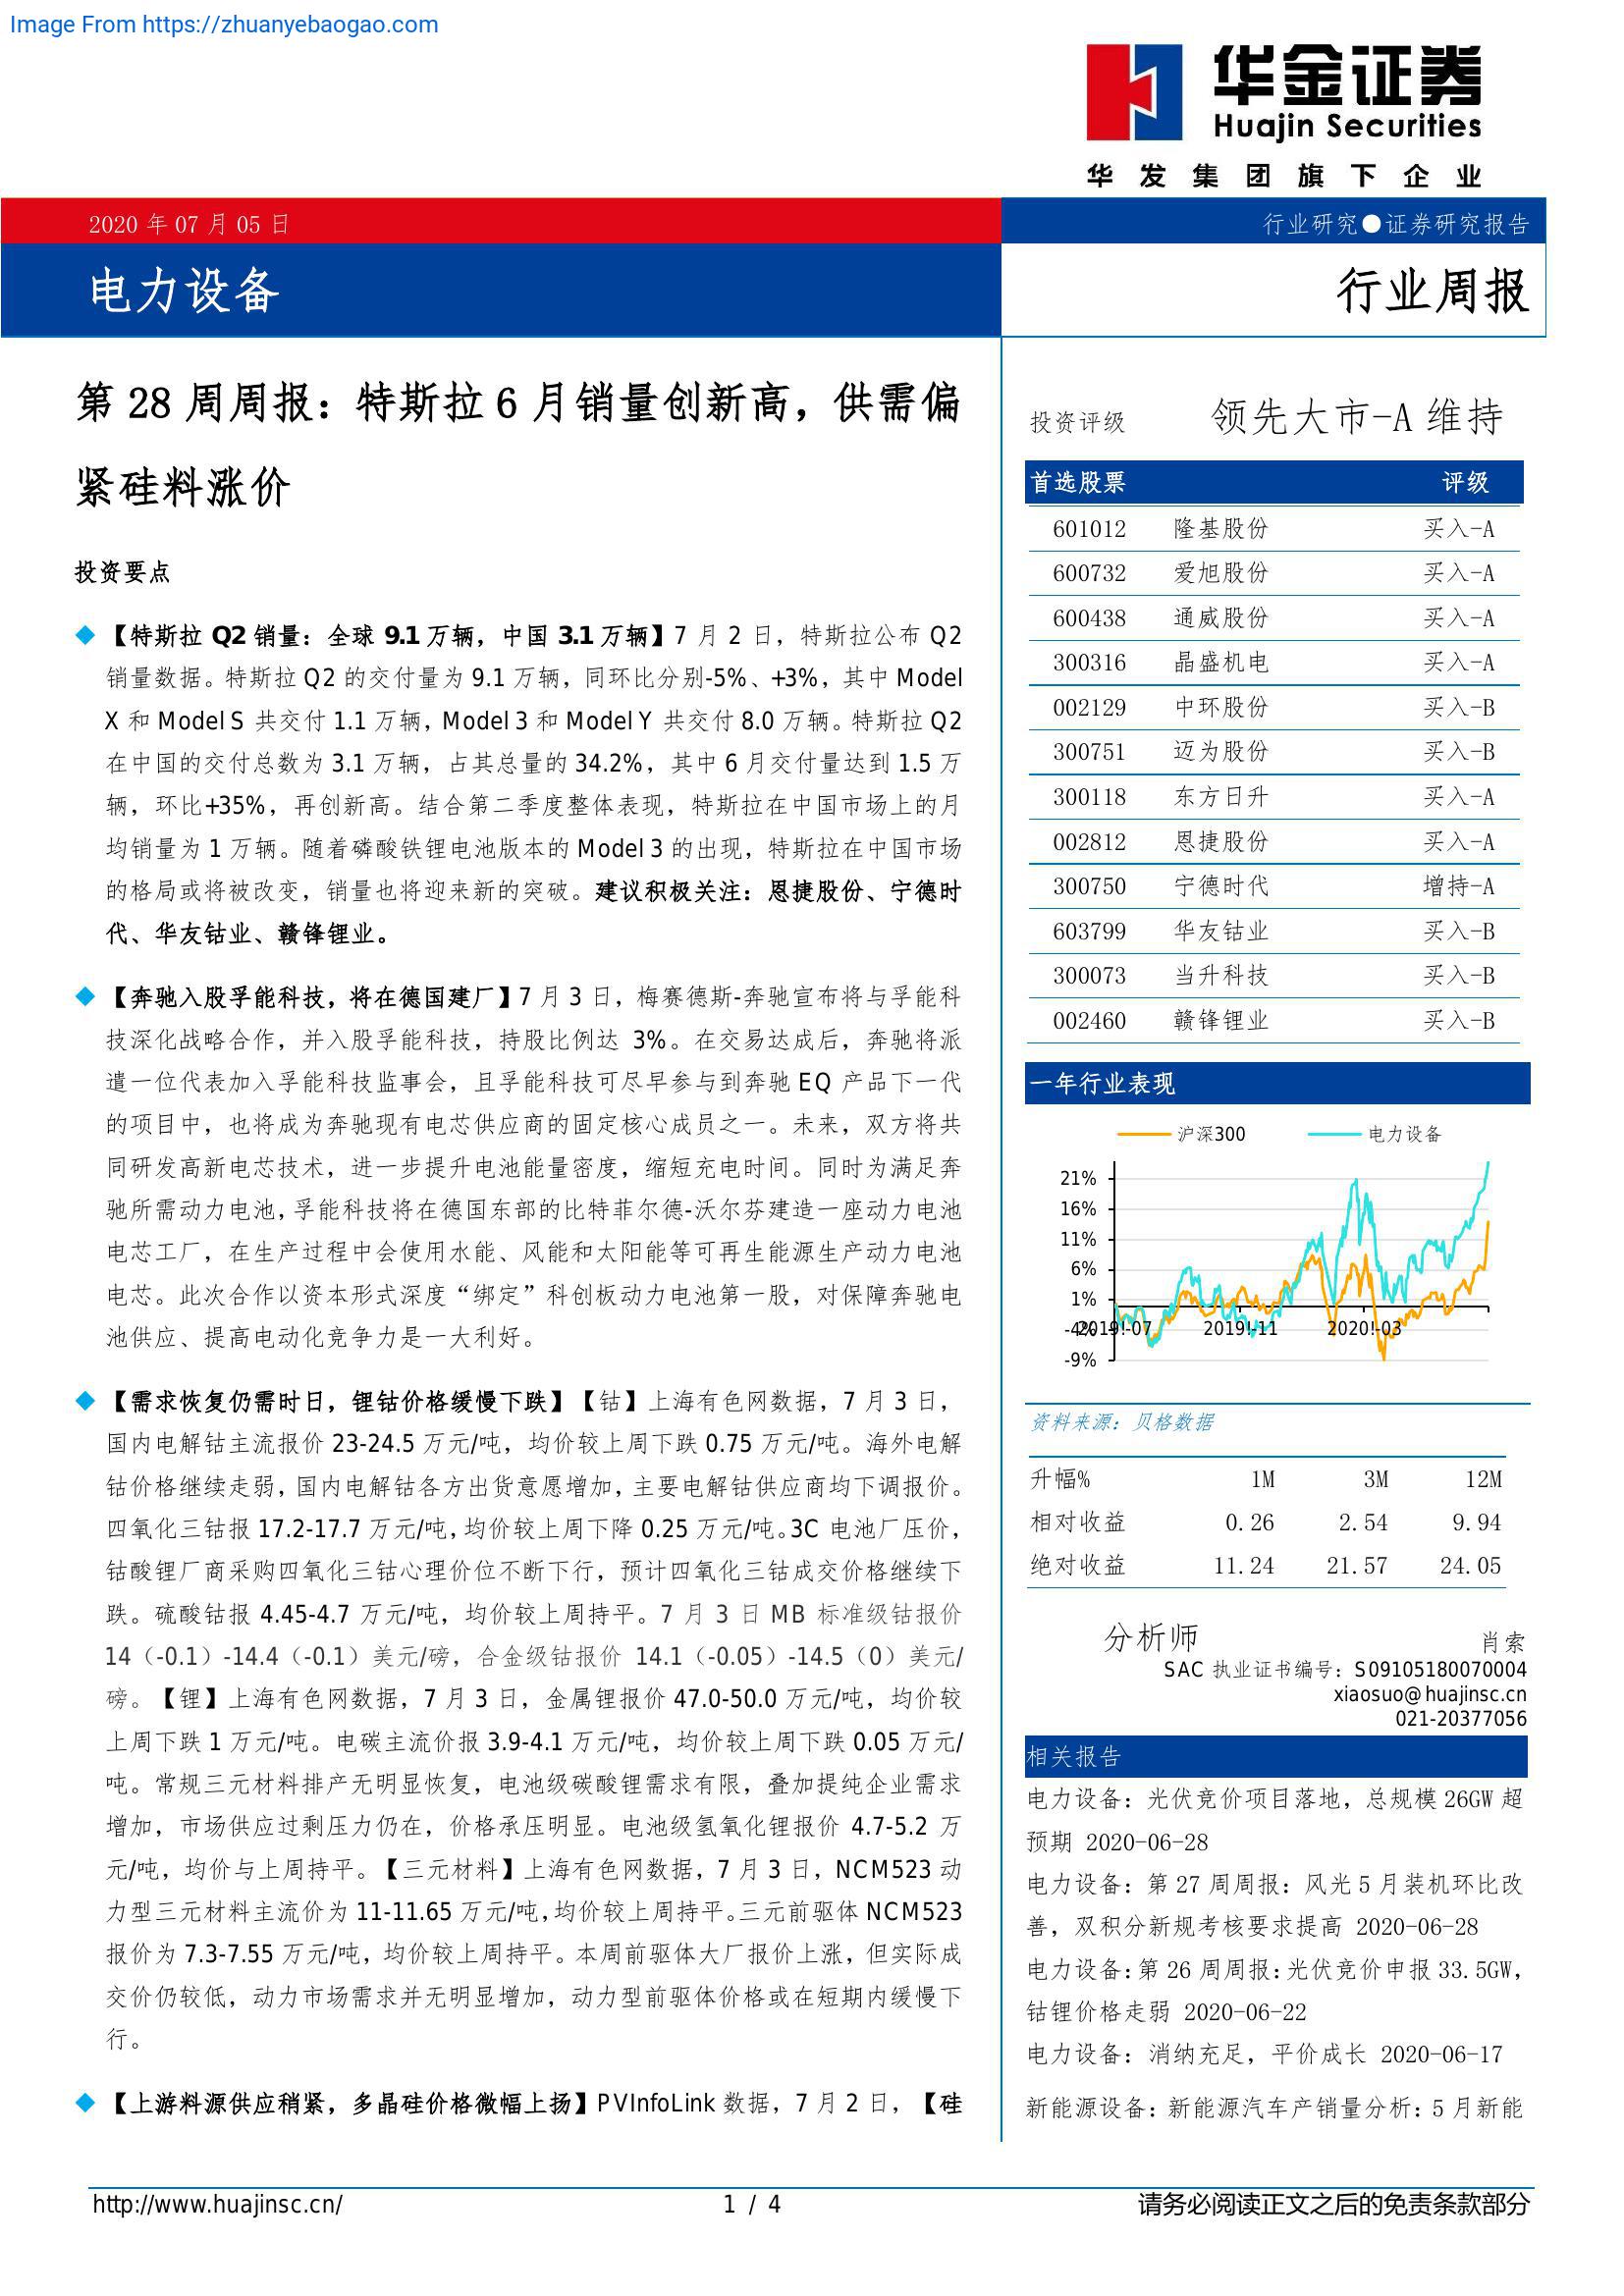 Image From https://zhuanyebaogao.com
华金证券
Huajin Securities
华发集团旗下企业
2020 年 07 月 05 日
行业研究●证券研究报告
电力设备
行业周报
第 28 周周报：特斯拉 6 月销量创新高，供需偏
紧硅料涨价
投资要点
◆ 【特斯拉 Q2 销量：全球 9.1 万辆，中国 3.1 万辆】7 月 2 日，特斯拉公布 Q2
销量数据。特斯拉 Q2 的交付量为 9.1 万辆，同环比分别-5%、+3%，其中 Model
X 和 Model S 共交付 1.1 万辆，Model 3 和 Model Y 共交付 8.0 万辆。特斯拉 Q2
在中国的交付总数为 3.1 万辆，占其总量的 34.2%，其中 6 月交付量达到 1.5 万
辆，环比+35%，再创新高。结合第二季度整体表现，特斯拉在中国市场上的月
均销量为 1 万辆。随着磷酸铁锂电池版本的 Model 3 的出现，特斯拉在中国市场
的格局或将被改变，销量也将迎来新的突破。建议积极关注：恩捷股份、宁德时
代、华友钴业、赣锋锂业。
◆ 【奔驰入股孚能科技，将在德国建厂】7 月 3 日，梅赛德斯-奔驰宣布将与孚能科
技深化战略合作，并入股孚能科技，持股比例达 3%。在交易达成后，奔驰将派
遣一位代表加入孚能科技监事会，且孚能科技可尽早参与到奔驰 EQ 产品下一代
的项目中，也将成为奔驰现有电芯供应商的固定核心成员之一。未来，双方将共
同研发高新电芯技术，进一步提升电池能量密度，缩短充电时间。同时为满足奔
驰所需动力电池，孚能科技将在德国东部的比特菲尔德-沃尔芬建造一座动力电池
电芯工厂，在生产过程中会使用水能、风能和太阳能等可再生能源生产动力电池
电芯。此次合作以资本形式深度“绑定”科创板动力电池第一股，对保障奔驰电
池供应、提高电动化竞争力是一大利好。
◆ 【需求恢复仍需时日，锂钴价格缓慢下跌】【钴】上海有色网数据，7 月 3 日，
国内电解钴主流报价 23-24.5 万元/吨，均价较上周下跌 0.75 万元/吨。海外电解
钴价格继续走弱，国内电解钴各方出货意愿增加，主要电解钴供应商均下调报价。
四氧化三钴报 17.2-17.7 万元/吨，均价较上周下降 0.25 万元/吨。3C 电池厂压价，
钴酸锂厂商采购四氧化三钴心理价位不断下行，预计四氧化三钴成交价格继续下
跌。硫酸钴报 4.45-4.7 万元/吨，均价较上周持平。7 月 3 日 MB 标准级钴报价
14（-0.1）-14.4（-0.1）美元/磅，合金级钴报价 14.1（-0.05）-14.5（0）美元/
磅。【锂】上海有色网数据，7 月 3 日，金属锂报价 47.0-50.0 万元/吨，均价较
上周下跌 1 万元/吨。电碳主流价报 3.9-4.1 万元/吨，均价较上周下跌 0.05 万元/
吨。常规三元材料排产无明显恢复，电池级碳酸锂需求有限，叠加提纯企业需求
增加，市场供应过剩压力仍在，价格承压明显。电池级氢氧化锂报价 4.7-5.2 万
元/吨，均价与上周持平。【三元材料】上海有色网数据，7 月 3 日，NCM523 动
力型三元材料主流价为 11-11.65 万元/吨，均价较上周持平。三元前驱体 NCM523
报价为 7.3-7.55 万元/吨，均价较上周持平。本周前驱体大厂报价上涨，但实际成
交价仍较低，动力市场需求并无明显增加，动力型前驱体价格或在短期内缓慢下
行。
◆ 【上游料源供应稍紧，多晶硅价格微幅上扬】PVInfoLink 数据，7 月 2 日，【硅
投资评级 领先大市-A 维持
首选股票 评级
601012 隆基股份 买入-A
600732 爱旭股份 买入-A
600438 通威股份 买入-A
300316 晶盛机电 买入-A
002129 中环股份 买入-B
300751 迈为股份 买入-B
300118 东方日升 买入-A
002812 恩捷股份 买入-A
300750 宁德时代 增持-A
603799 华友钴业 买入-B
300073 当升科技 买入-B
002460 赣锋锂业 买入-B
一年行业表现
沪深300 电力设备
21%
16%
11%
6%
1%
-4%
2019!-07 2019!-11 2020!-03
-9%
资料来源：贝格数据
升幅% 1M 3M 12M
相对收益 0.26 2.54 9.94
绝对收益 11.24 21.57 24.05
分析师 肖索
SAC 执业证书编号：S09105180070004
xiaosuo@huajinsc.cn
021-20377056
相关报告
电力设备：光伏竞价项目落地，总规模 26GW 超
预期 2020-06-28
电力设备：第 27 周周报：风光 5 月装机环比改
善，双积分新规考核要求提高 2020-06-28
电力设备：第 26 周周报：光伏竞价申报 33.5GW，
钴锂价格走弱 2020-06-22
电力设备：消纳充足，平价成长 2020-06-17
新能源设备：新能源汽车产销量分析：5 月新能
http://www.huajinsc.cn/
1 / 4
请务必阅读正文之后的免责条款部分